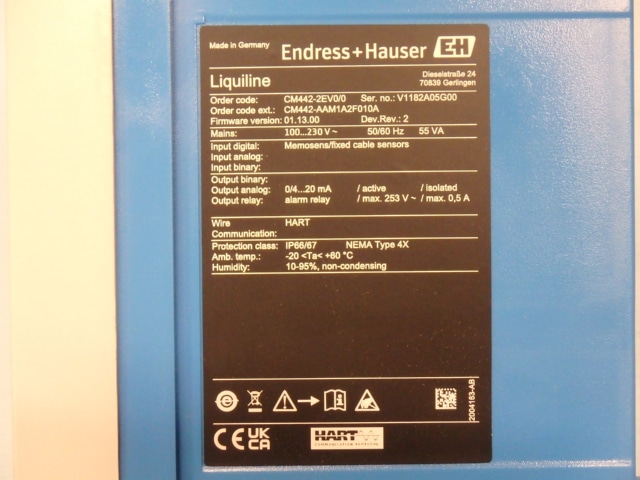 Made in Germany
Endress+Hauser EH
Liquiline
Dieselstraße 24
70839 Gerlingen
Order code: CM442-2EV0/0 Ser. no.: V1182A05G00
Order code ext.: CM442-AAM1A2F010A
Firmware version: 01.13.00 Dev.Rev.: 2
Mains: 100...230 V ~ 50/60 Hz 55 VA
Input digital: Memosens/fixed cable sensors
Input analog:
Input binary:
Output binary:
Output analog: 0/4...20 mA / active / isolated
Output relay: alarm relay / max. 253 V ~ / max. 0,5 A
Wire HART
Communication:
Protection class: IP66/67 NEMA Type 4X
Amb. temp.: -20 <Ta< +60 °C
Humidity: 10-95%, non-condensing
2004163-AB
CE UK CA
HART
COMMUNICATION FOUNDATION